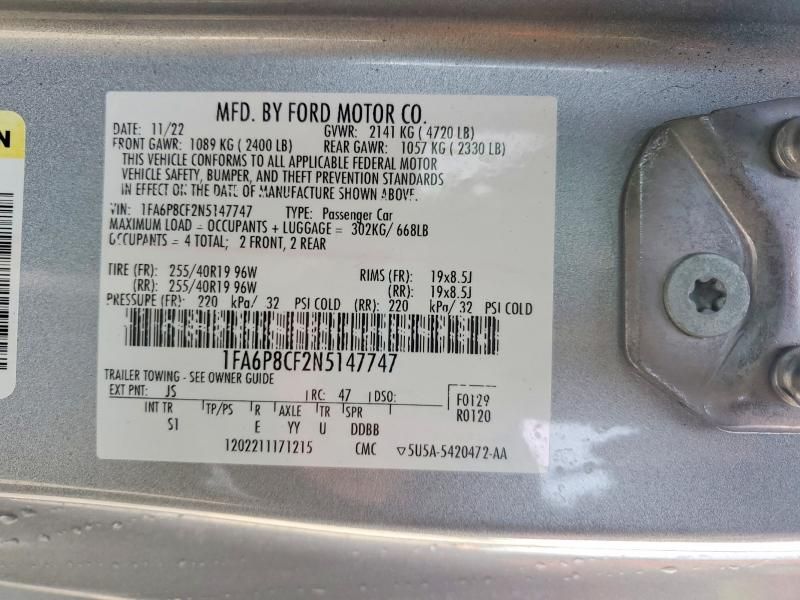 MFD. BY FORD MOTOR CO.
DATE: 11/22 GVWR: 2141 KG ( 4720 LB)
FRONT GAWR: 1089 KG ( 2400 LB) REAR GAWR: 1057 KG ( 2330 LB)
THIS VEHICLE CONFORMS TO ALL APPLICABLE FEDERAL MOTOR
VEHICLE SAFETY, BUMPER, AND THEFT PREVENTION STANDARDS
IN EFFECT ON THE DATE OF MANUFACTURE SHOWN ABOVE.
VIN: 1FA6P8CF2N5147747 TYPE: Passenger Car
MAXIMUM LOAD = OCCUPANTS + LUGGAGE = 302KG/ 668LB
OCCUPANTS = 4 TOTAL; 2 FRONT, 2 REAR
TIRE (FR): 255/40R19 96W RIMS (FR): 19x8.5J
(RR): 255/40R19 96W (RR): 19x8.5J
PRESSURE (FR): 220 kPa/ 32 PSI COLD (RR): 220 kPa/ 32 PSI COLD
1FA6P8CF2N5147747
TRAILER TOWING - SEE OWNER GUIDE
EXT PNT: JS RC: 47 DSO: F0129
INT TR TP/PS R AXLE TR SPR R0120
S1 E YY U DDBB
1202211171215 CMC ▽5U5A-5420472-AA
N